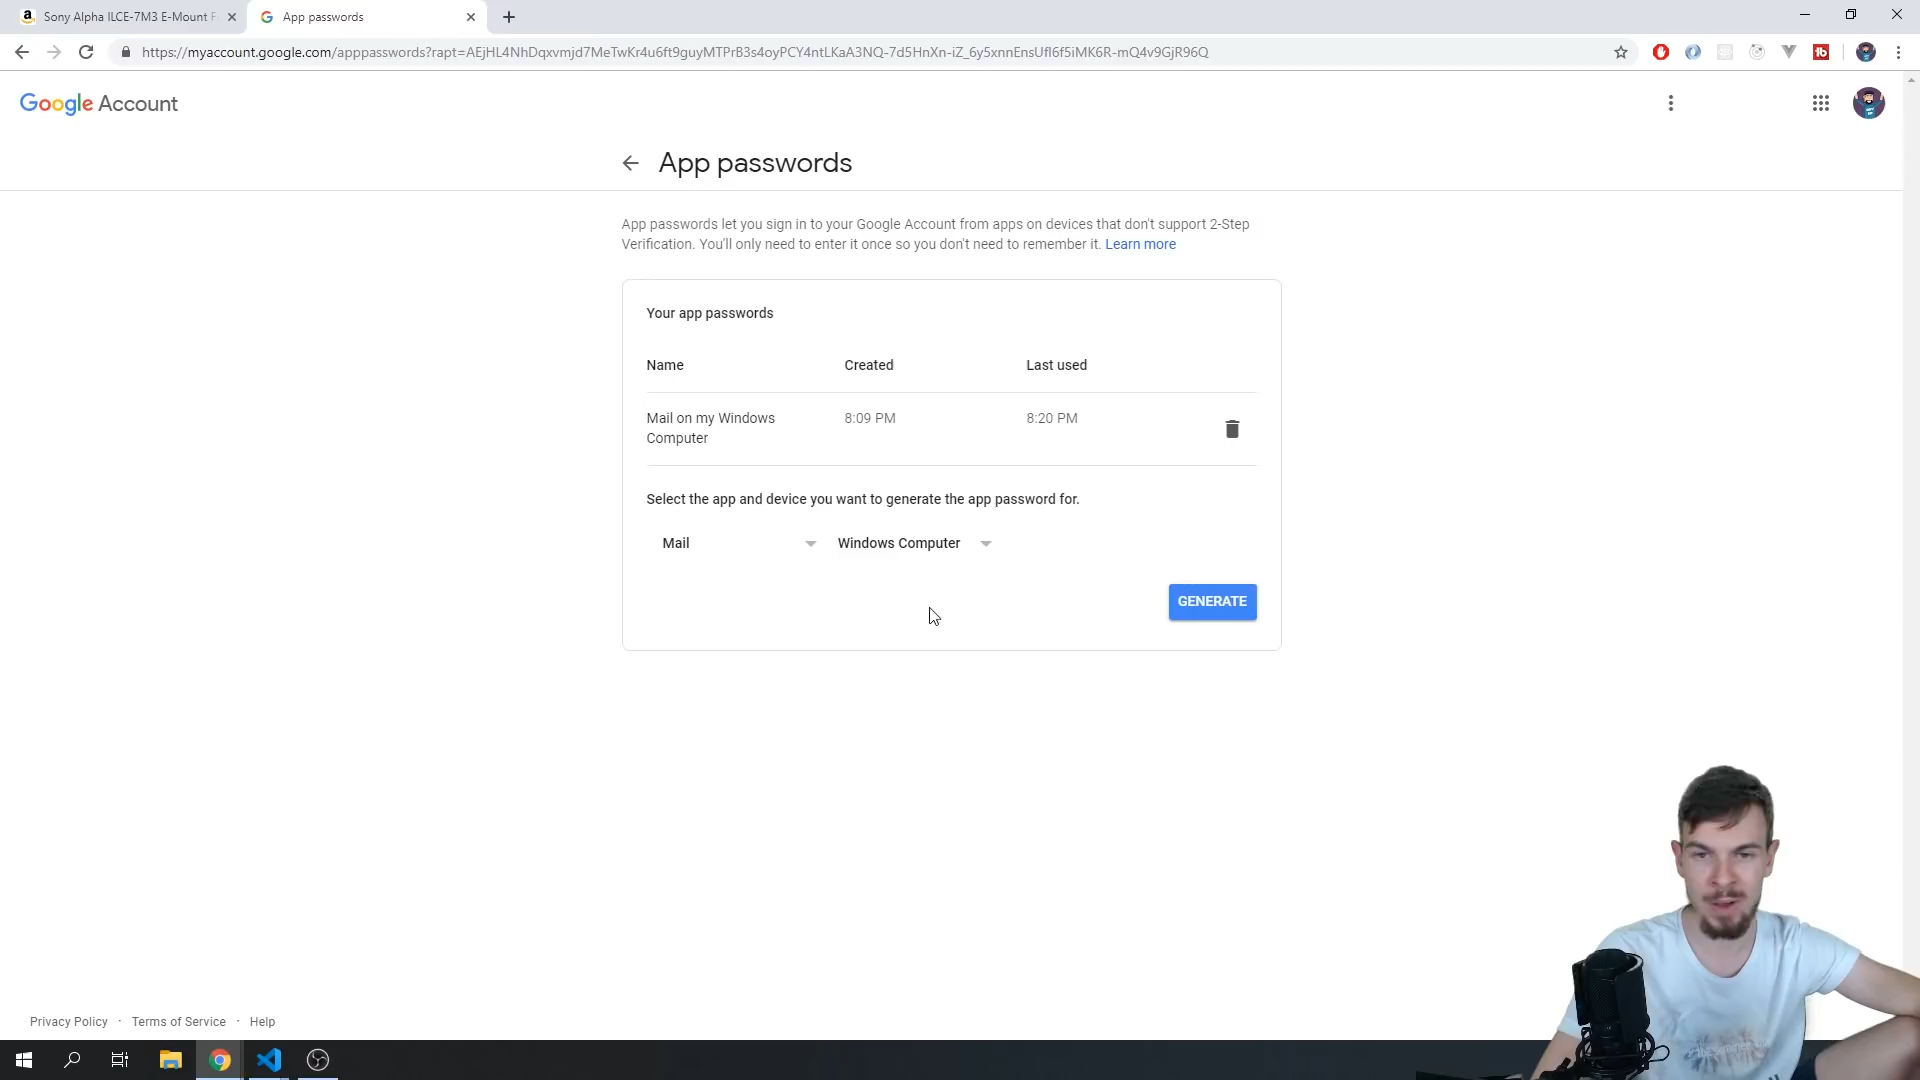 Sony Alpha ILCE-7M3 E-Mount F
App passwords
https://myaccount.google.com/apppasswords?rapt=AEjHL4NhDqxvmjd7MeTwKr4u6ft9guyMTPrB3s4oyPCY4ntLKaA3NQ-7d5HnXn-iZ_6y5xnnEnsUfI6f5iMK6R-mQ4v9GjR96Q
Google Account
App passwords
App passwords let you sign in to your Google Account from apps on devices that don't support 2-Step
Verification. You'll only need to enter it once so you don't need to remember it. Learn more
Your app passwords
Name Created Last used
Mail on my Windows 8:09 PM 8:20 PM
Computer
Select the app and device you want to generate the app password for.
Mail Windows Computer
GENERATE
Privacy Policy · Terms of Service · Help